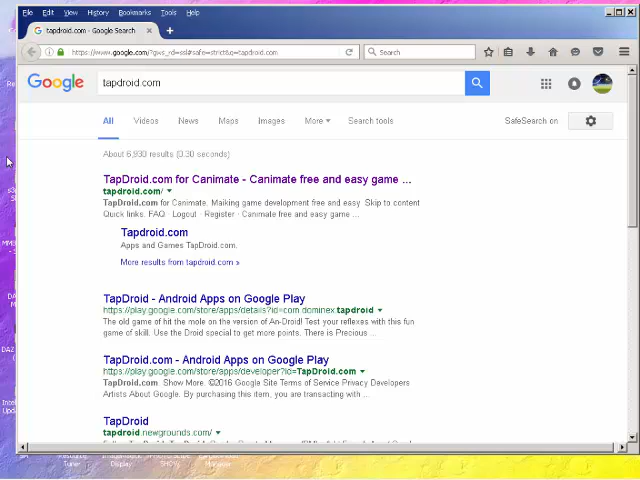 File Edit View History Bookmarks Tools Help
tapdroid.com - Google Search
https://www.google.com/?gws_rd=ssl#safe=strict&q=tapdroid.com
Search
Google
tapdroid.com
All Videos News Maps Images More Search tools SafeSearch on
About 6,930 results (0.30 seconds)
TapDroid.com for Canimate - Canimate free and easy game ...
tapdroid.com/
TapDroid.com for Canimate. Maiking game development free and easy. Skip to content
Quick links. FAQ · Logout · Register · Canimate free and easy game ...
Tapdroid.com
Apps and Games TapDroid.com.
More results from tapdroid.com »
TapDroid - Android Apps on Google Play
https://play.google.com/store/apps/details?id=com.dominex.tapdroid
The old game of hit the mole on the version of An-Droid! Test your reflexes with this fun
game of skill. Use the Droid special to get more points. There is Precious ...
TapDroid.com - Android Apps on Google Play
https://play.google.com/store/apps/developer?id=TapDroid.com
TapDroid.com. Show More. ©2016 Google Site Terms of Service Privacy Developers
Artists About Google. By purchasing this item, you are transacting with ...
TapDroid
tapdroid.newgrounds.com/
Tuner
Display
SHOW
Manager